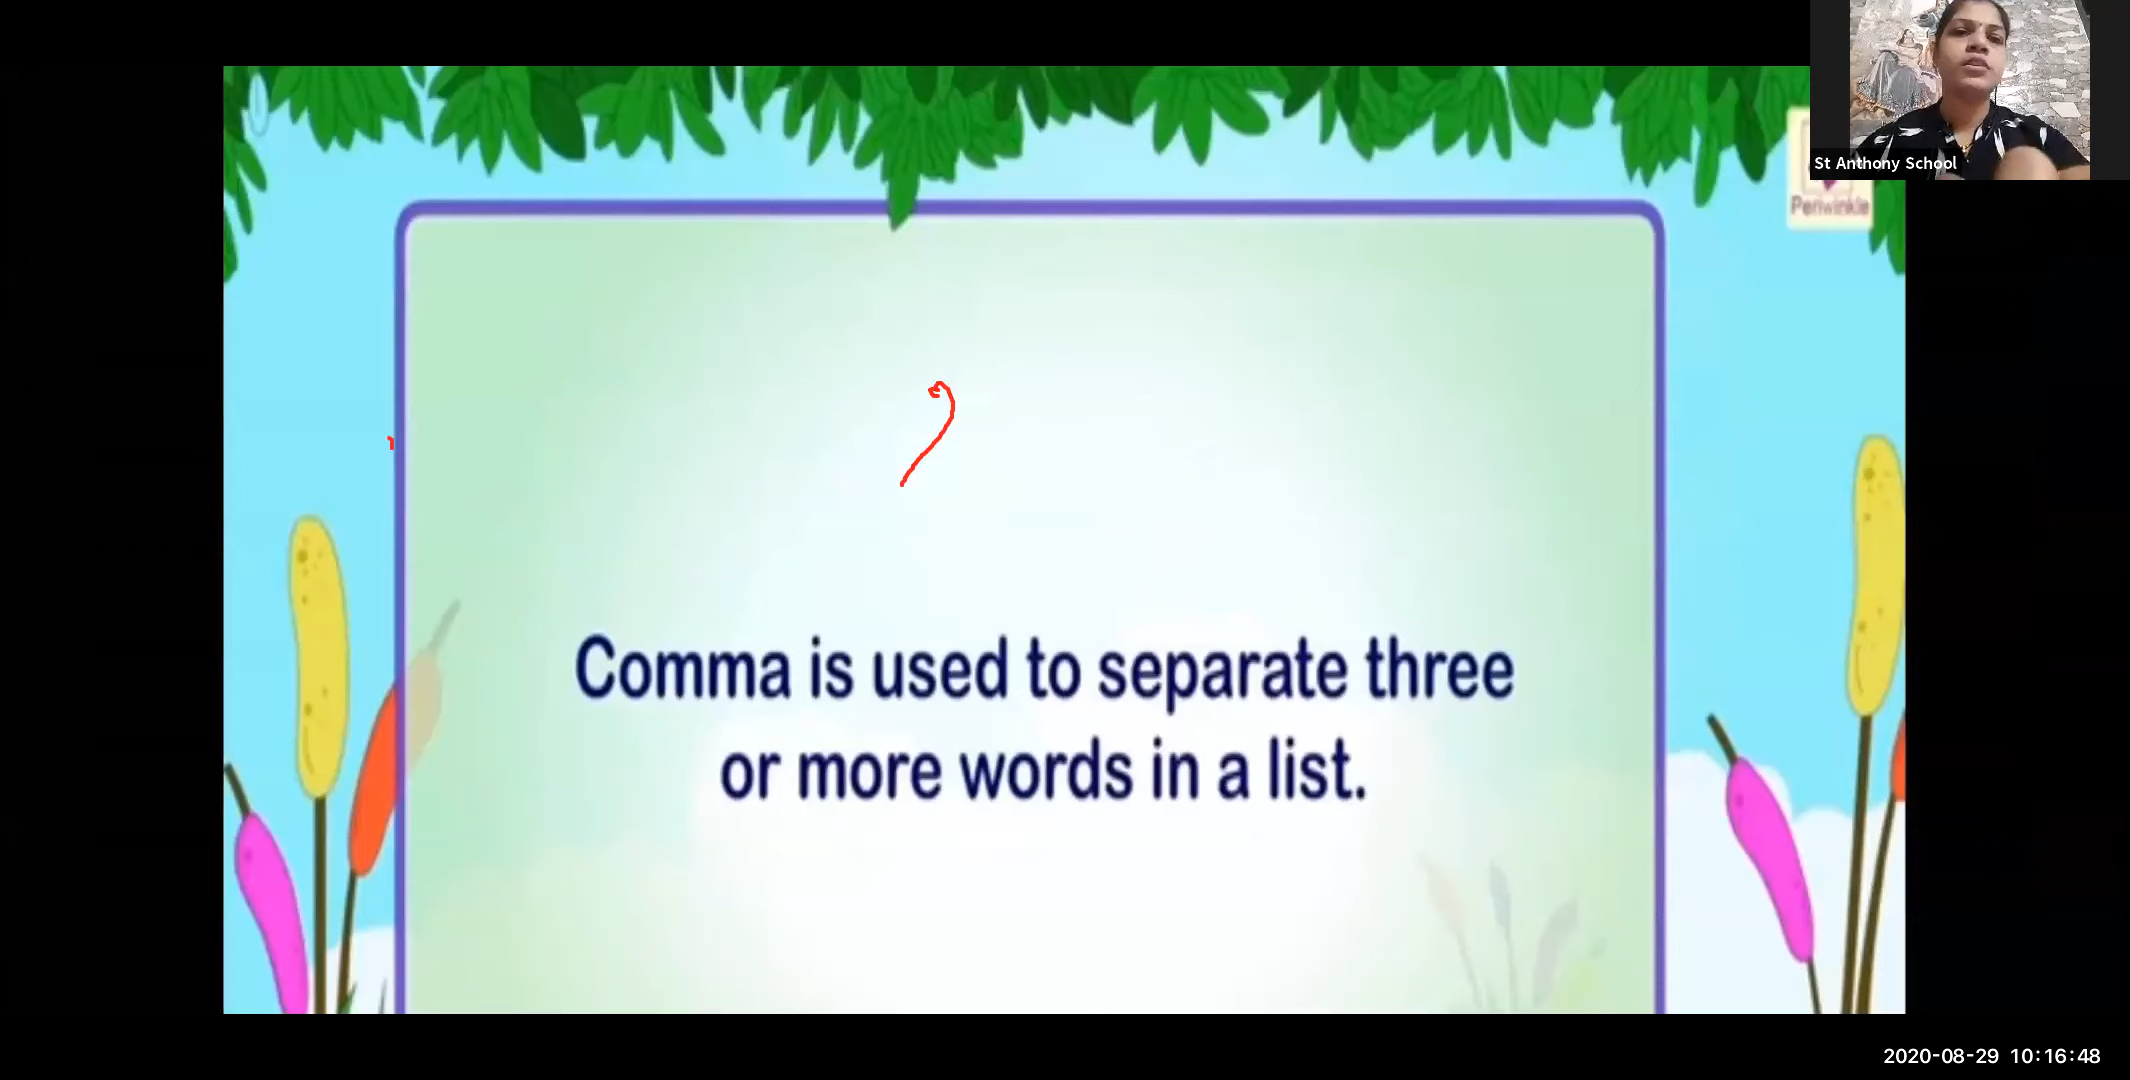 St Anthony School
Periwinkle
,
Comma is used to separate three
or more words in a list.
2020-08-29 10:16:48